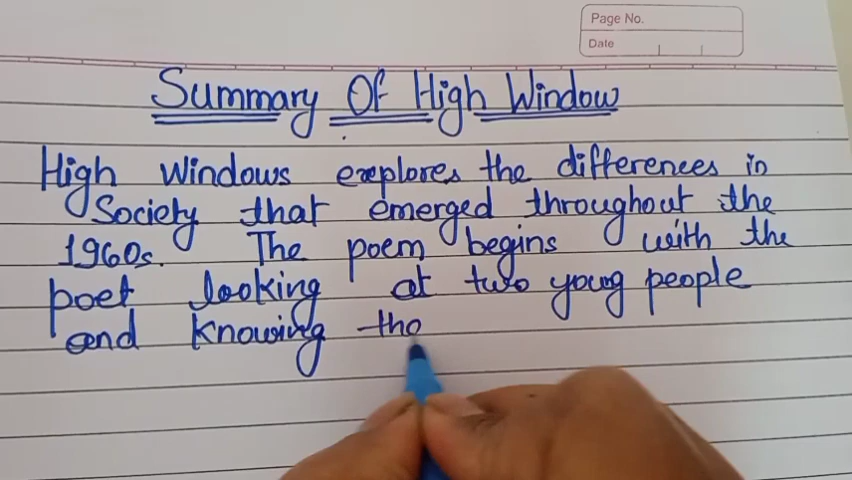 Page No.
Date
Summary Of High Window
High Windows explores the differences in
Society that emerged throughout the
1960s. The poem begins with the
poet looking at two young people
and knowing tha